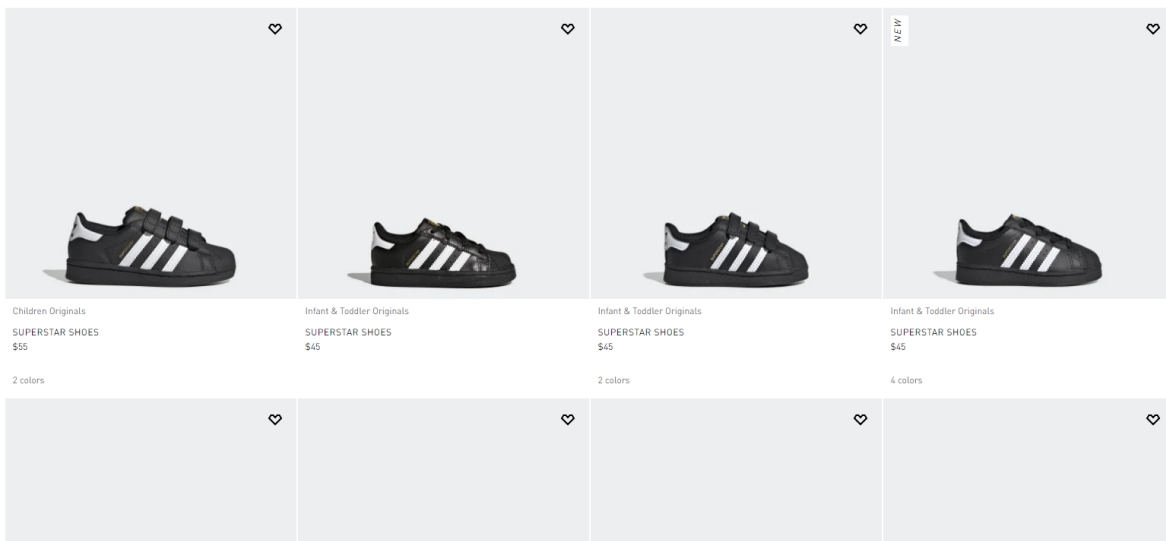 NEW
Children Originals
SUPERSTAR SHOES
$55
2 colors
Infant & Toddler Originals
SUPERSTAR SHOES
$45
Infant & Toddler Originals
SUPERSTAR SHOES
$45
2 colors
Infant & Toddler Originals
SUPERSTAR SHOES
$45
4 colors